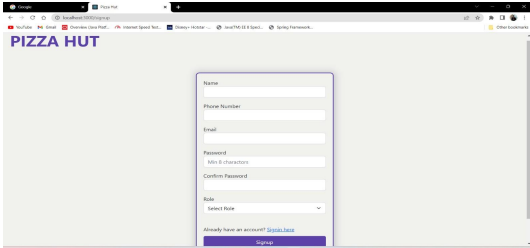 Google
Pizza Hut
localhost:3000/signup
YouTube
Gmail
Overview (Java Platf...
Internet Speed Test...
Disney+ Hotstar -...
Java(TM) EE 8 Speci...
Spring Framework...
Other bookmarks
PIZZA HUT
Name
Phone Number
Email
Password
Min 8 characters
Confirm Password
Role
Select Role
Already have an account? Signin here
Signup